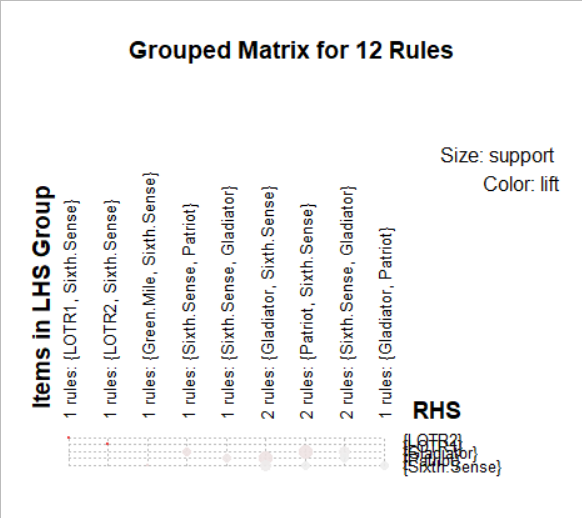 Grouped Matrix for 12 Rules
Size: support
Color: lift
Items in LHS Group
1 rules: {LOTR1, Sixth.Sense}
1 rules: {LOTR2, Sixth.Sense}
1 rules: {Green.Mile, Sixth.Sense}
1 rules: {Sixth.Sense, Patriot}
1 rules: {Sixth.Sense, Gladiator}
2 rules: {Gladiator, Sixth.Sense}
2 rules: {Patriot, Sixth.Sense}
2 rules: {Sixth.Sense, Gladiator}
1 rules: {Gladiator, Patriot}
RHS
{LOTR2}
{Gladiator}
{Sixth.Sense}